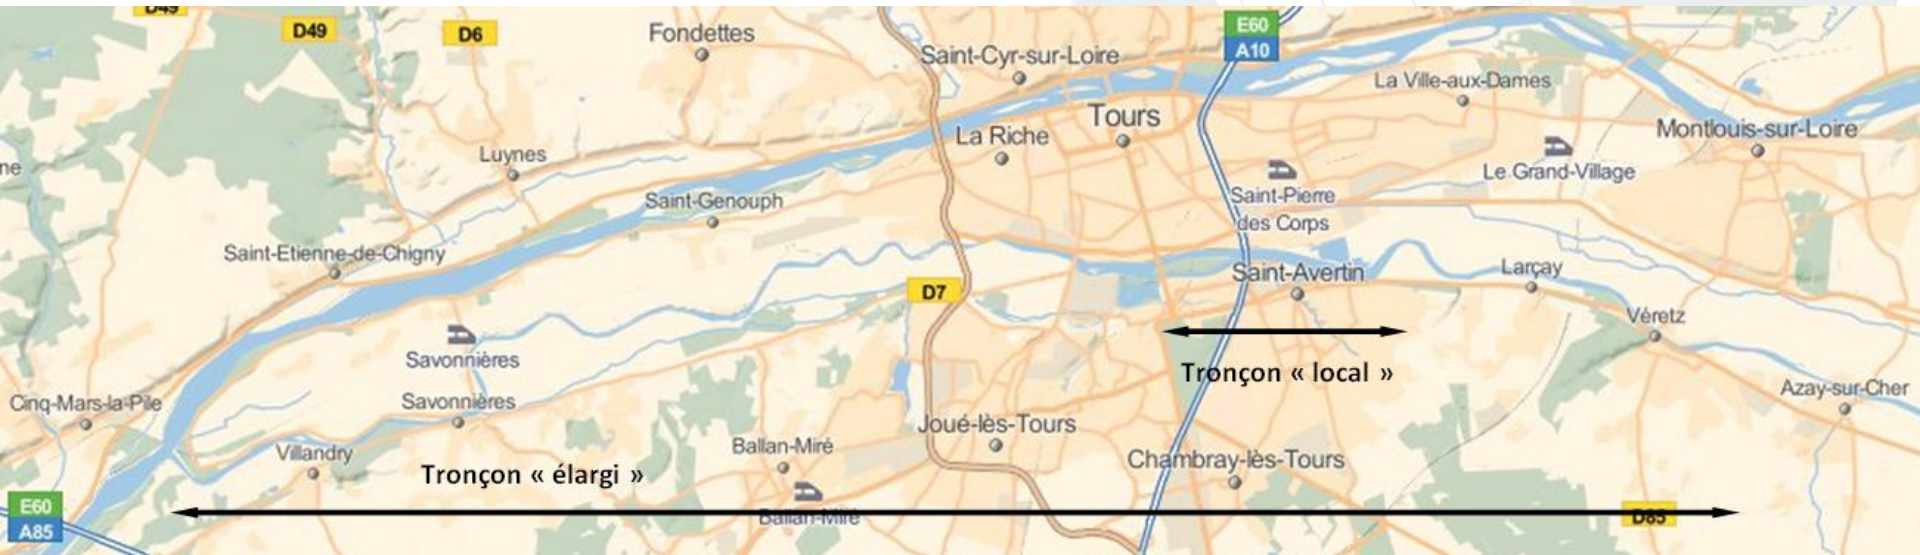 D49
D49
D6
Fondettes
E60
A10
Saint-Cyr-sur-Loire
La Ville-aux-Dames
Tours
La Riche
Montlouis-sur-Loire
Luynes
Le Grand-Village
ne
Saint-Pierre
des Corps
Saint-Genouph
Saint-Etienne-de-Chigny
Saint-Avertin
Larçay
D7
Véretz
Savonnières
Tronçon « local »
Azay-sur-Cher
Cinq-Mars-la-Pile
Savonnières
Joué-lès-Tours
Ballan-Miré
Villandry
Chambray-lès-Tours
Tronçon « élargi »
E60
A85
Ballan-Miré
D85